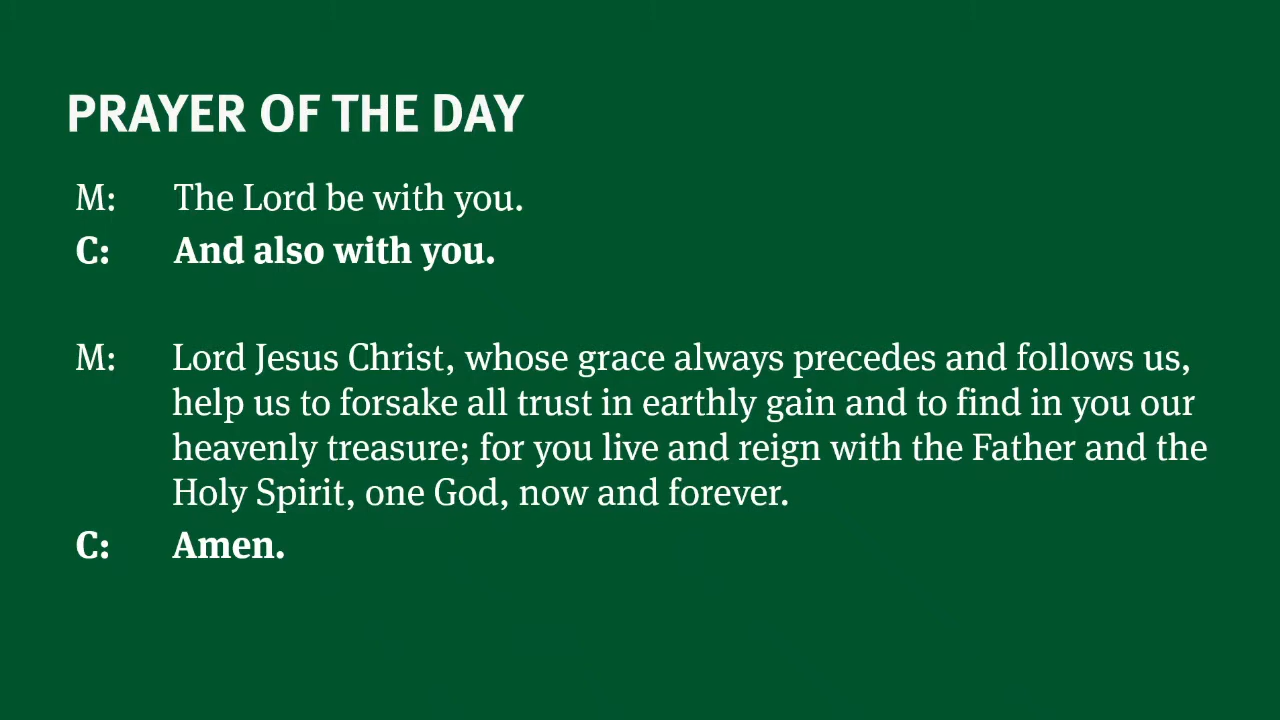 PRAYER OF THE DAY
M: The Lord be with you.
C: And also with you.
M: Lord Jesus Christ, whose grace always precedes and follows us,
help us to forsake all trust in earthly gain and to find in you our
heavenly treasure; for you live and reign with the Father and the
Holy Spirit, one God, now and forever.
C: Amen.